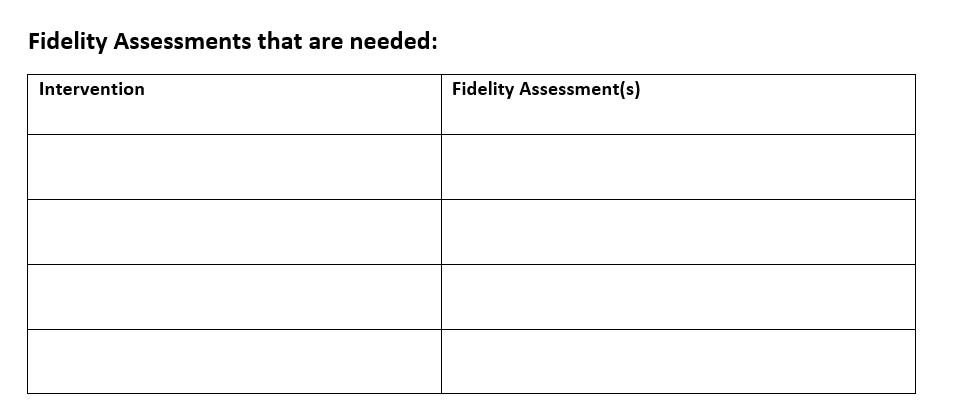 Fidelity Assessments that are needed:
Intervention
Fidelity Assessment(s)